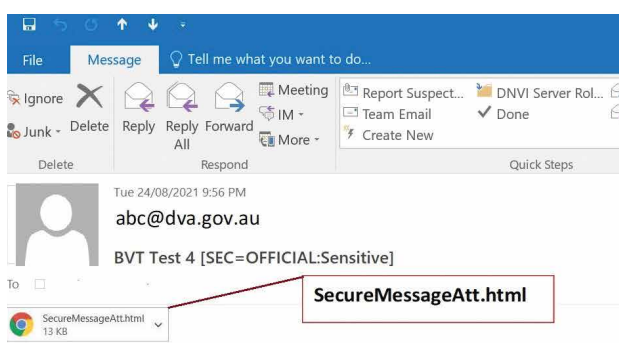 File Message Tell me what you want to do...
Ignore
Junk
Delete
Reply
Reply All
Forward
Meeting
IM
More
Report Suspect...
Team Email
Create New
DNVI Server Rol...
Done
Delete Respond Quick Steps
Tue 24/08/2021 9:56 PM
abc@dva.gov.au
BVT Test 4 [SEC=OFFICIAL:Sensitive]
To
SecureMessageAtt.html
SecureMessageAtt.html
13 KB